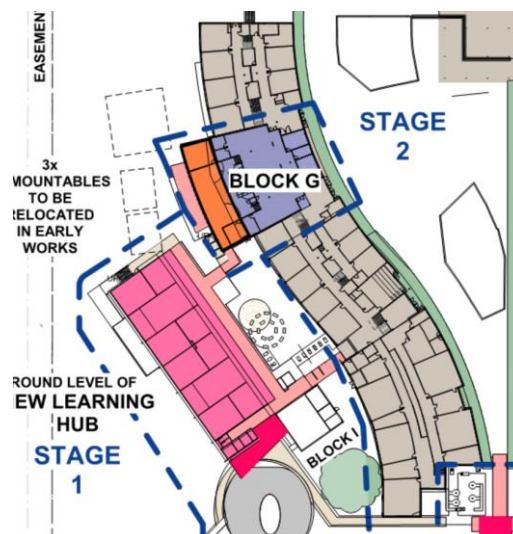 EASEMENT
STAGE
2
BLOCK G
3x
MOUNTABLES
TO BE
RELOCATED
IN EARLY
WORKS
ROUND LEVEL OF
EW LEARNING
HUB
STAGE
1
BLOCK I